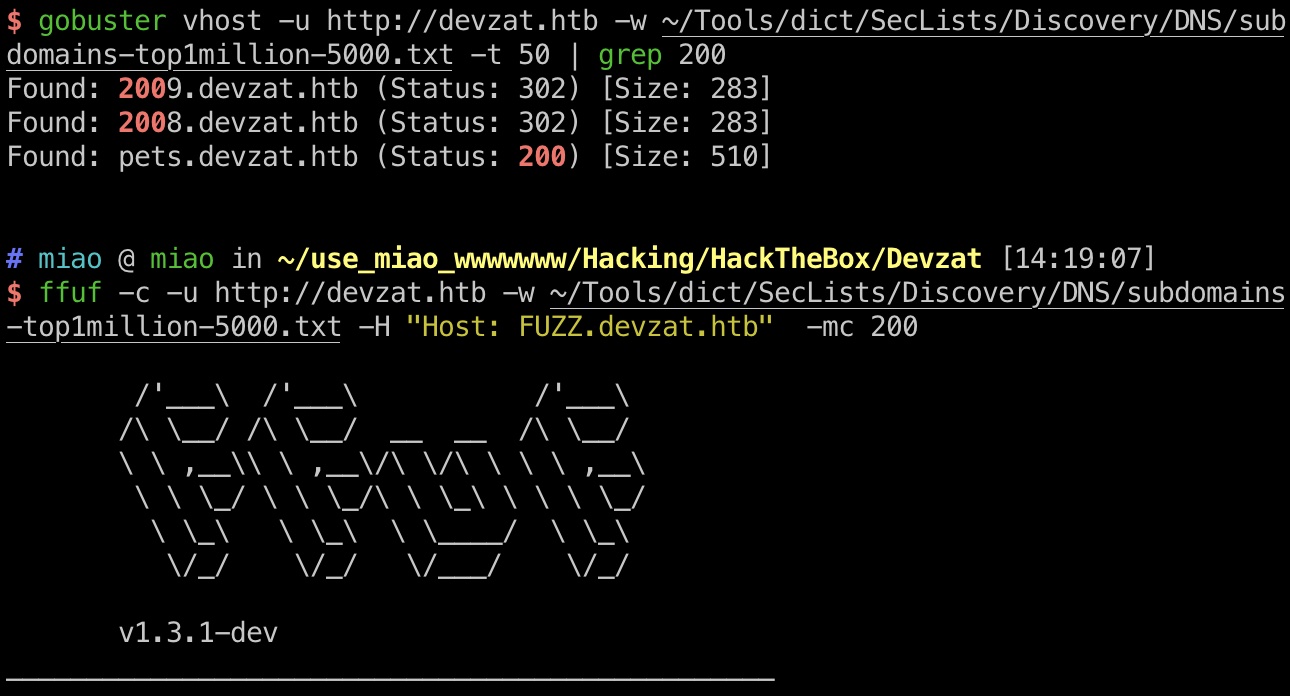 $ gobuster vhost -u http://devzat.htb -w ~/Tools/dict/SecLists/Discovery/DNS/sub
domains-top1million-5000.txt -t 50 | grep 200
Found: 2009.devzat.htb (Status: 302) [Size: 283]
Found: 2008.devzat.htb (Status: 302) [Size: 283]
Found: pets.devzat.htb (Status: 200) [Size: 510]
# miao @ miao in ~/use_miao_wwwwwww/Hacking/HackTheBox/Devzat [14:19:07]
$ ffuf -c -u http://devzat.htb -w ~/Tools/dict/SecLists/Discovery/DNS/subdomains
-top1million-5000.txt -H "Host: FUZZ.devzat.htb"  -mc 200
        /'___\  /'___\           /'___\
       /\ \__/ /\ \__/  __  __  /\ \__/
       \ \ ,__\\ \ ,__\/\ \/\ \ \ \ ,__\
        \ \ \_/ \ \ \_/\ \ \_\ \ \ \ \_/
         \ \_\   \ \_\  \ \____/  \ \_\
          \/_/    \/_/   \/___/    \/_/
       v1.3.1-dev
________________________________________________